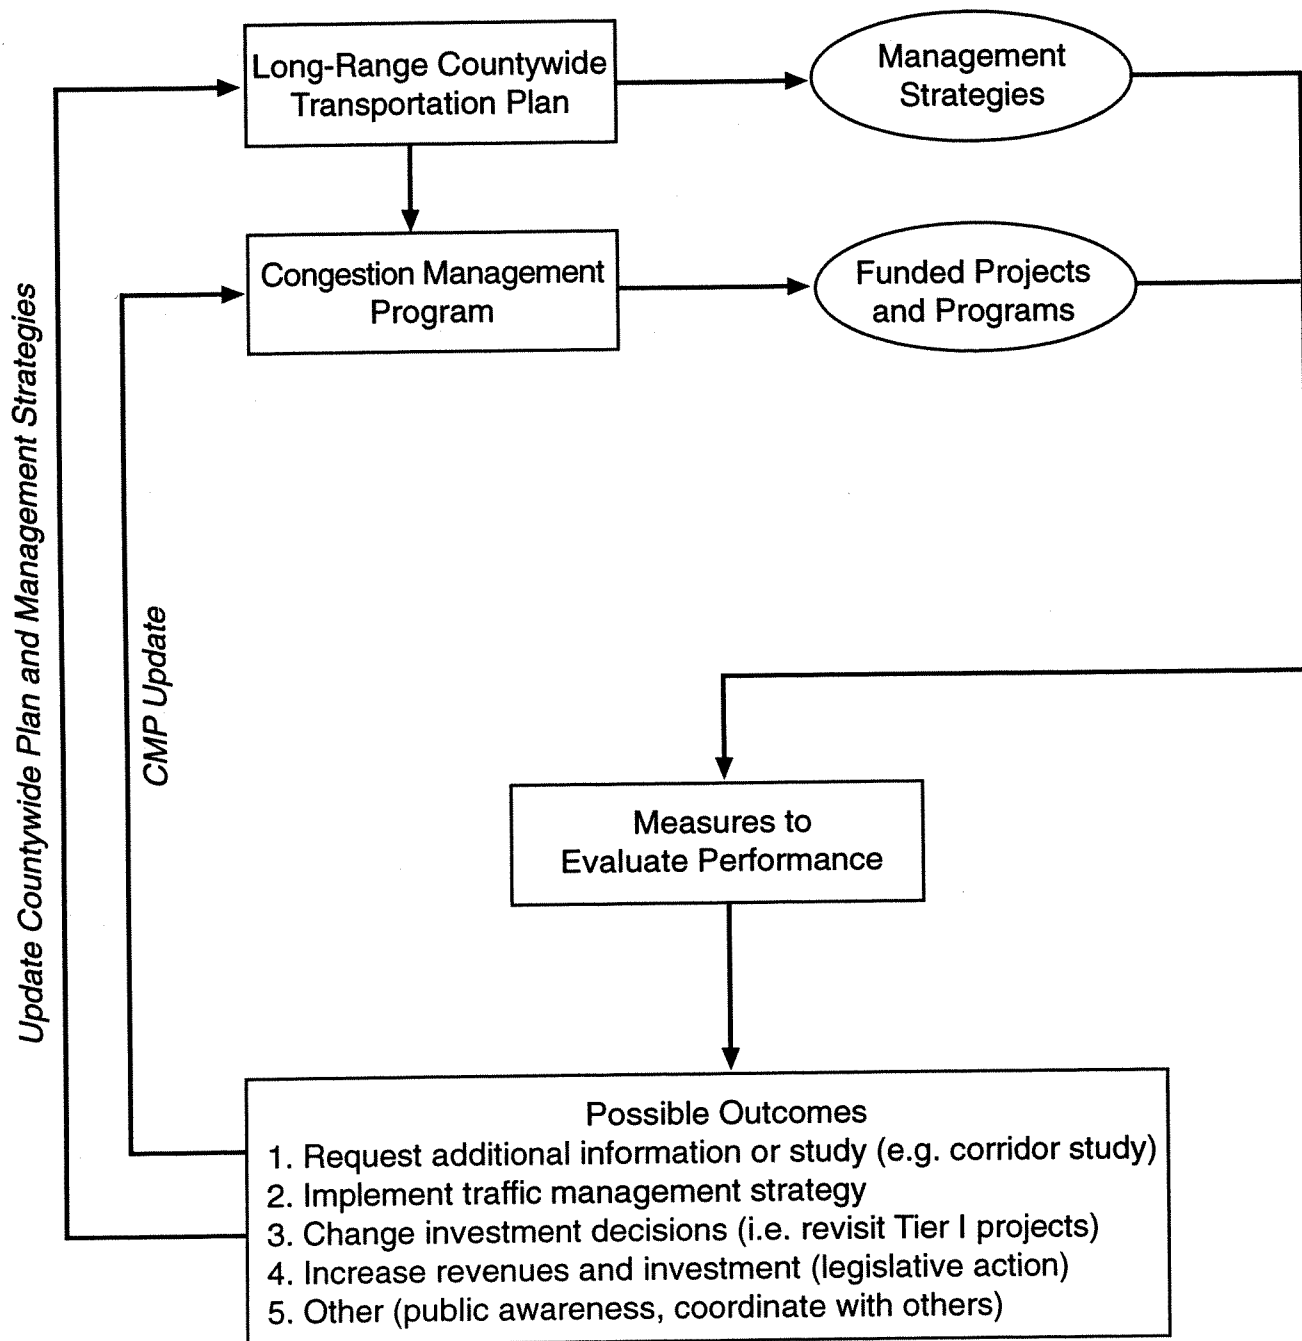 Long-Range Countywide
Transportation Plan
Management
Strategies
Congestion Management
Program
Funded Projects
and Programs
Update Countywide Plan and Management Strategies
CMP Update
Measures to
Evaluate Performance
Possible Outcomes
1. Request additional information or study (e.g. corridor study)
2. Implement traffic management strategy
3. Change investment decisions (i.e. revisit Tier I projects)
4. Increase revenues and investment (legislative action)
5. Other (public awareness, coordinate with others)